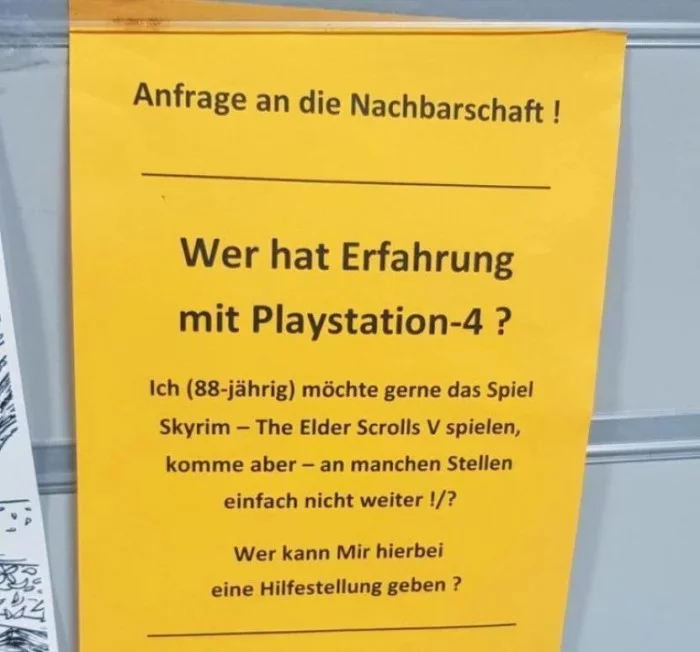 Anfrage an die Nachbarschaft !
Wer hat Erfahrung
mit Playstation-4 ?
Ich (88-jährig) möchte gerne das Spiel
Skyrim – The Elder Scrolls V spielen,
komme aber – an manchen Stellen
einfach nicht weiter !/?
Wer kann Mir hierbei
eine Hilfestellung geben ?